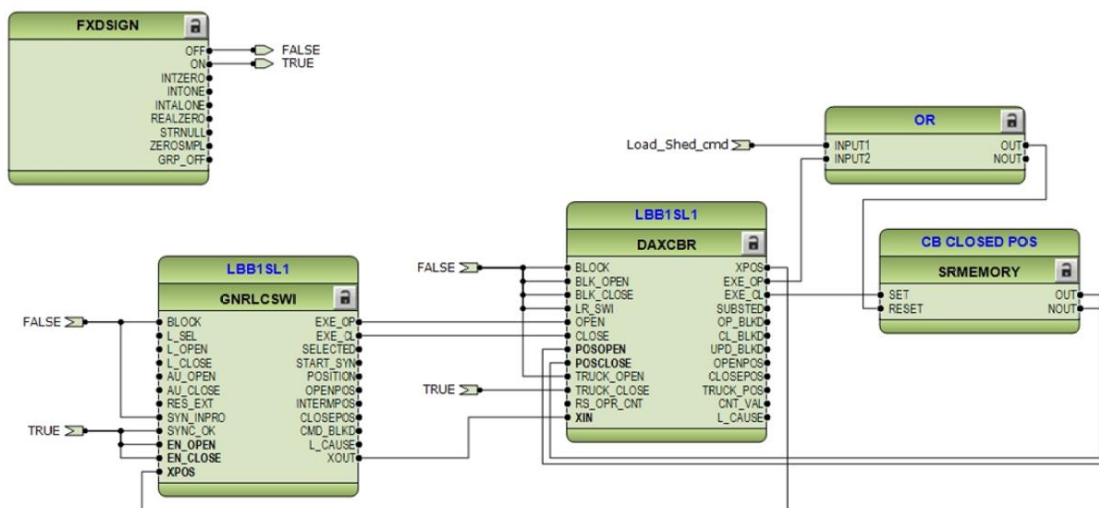 FXDSIGN
OFF
ON
INTZERO
INTONE
INTALONE
REALZERO
STRNULL
ZEROSMPL
GRP_OFF
FALSE
TRUE
Load_Shed_cmd
OR
INPUT1 OUT
INPUT2 NOUT
LBB1SL1
DAXCBR
FALSE
BLOCK XPOS
BLK_OPEN EXE_OP
BLK_CLOSE EXE_CL
LR_SWI SUBSTED
OPEN OP_BLKD
CLOSE CL_BLKD
POSOPEN UPD_BLKD
POSCLOSE OPENPOS
TRUCK_OPEN CLOSEPOS
TRUE
TRUCK_CLOSE TRUCK_POS
RS_OPR_CNT CNT_VAL
XIN L_CAUSE
CB CLOSED POS
SRMEMORY
SET OUT
RESET NOUT
LBB1SL1
GNRLCSWI
FALSE
BLOCK EXE_OP
L_SEL EXE_CL
L_OPEN SELECTED
L_CLOSE START_SYN
AU_OPEN POSITION
AU_CLOSE OPENPOS
RES_EXT INTERMPOS
SYN_INPRO CLOSEPOS
TRUE
SYNC_OK CMD_BLKD
EN_OPEN L_CAUSE
EN_CLOSE XOUT
XPOS